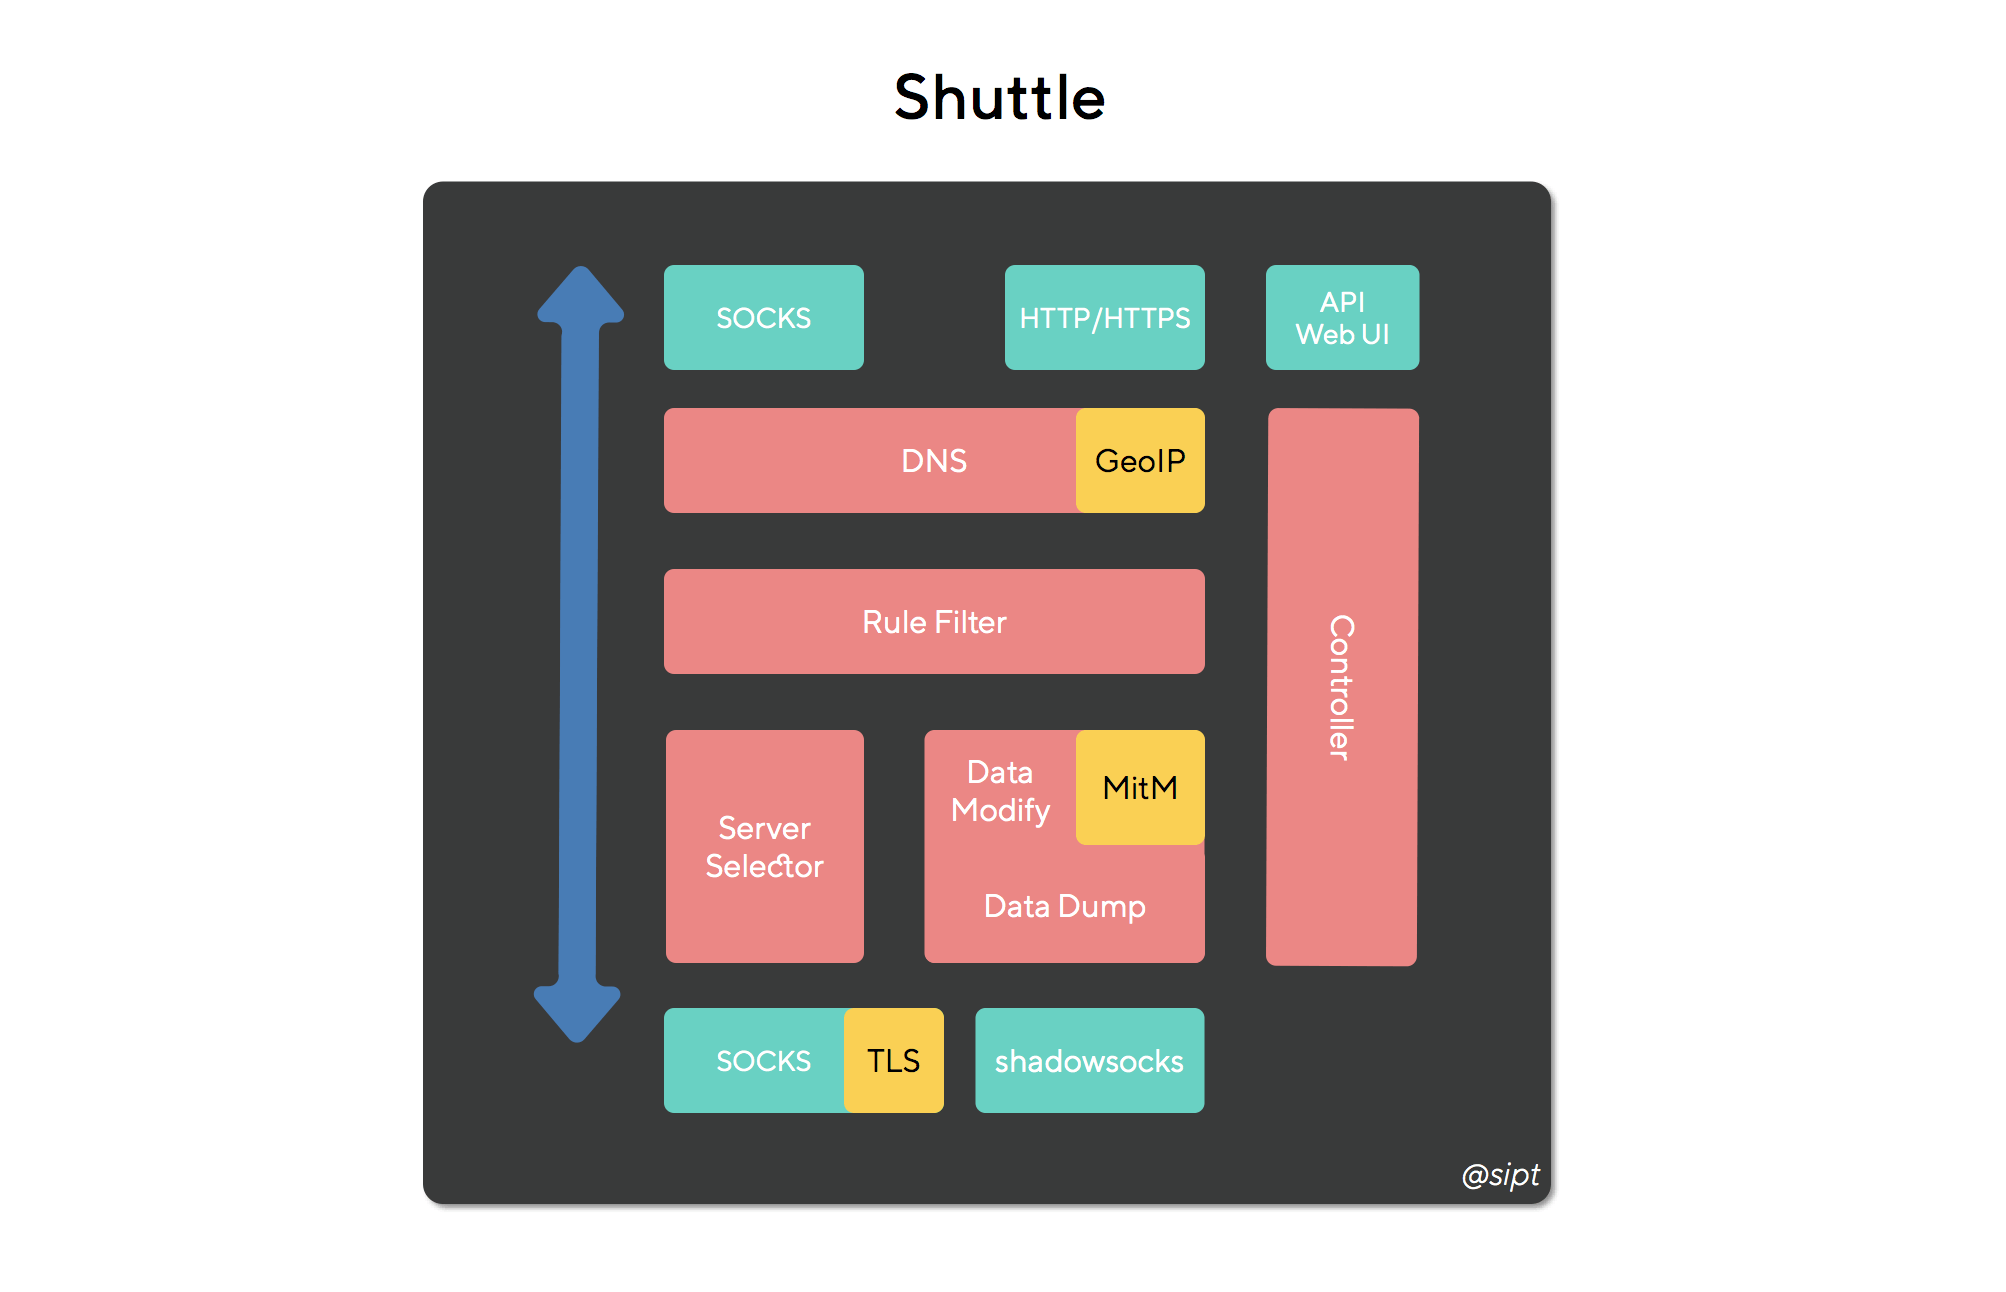 Shuttle
SOCKS
HTTP/HTTPS
API
Web UI
DNS
GeoIP
Rule Filter
Controller
Server
Selector
Data
Modify
MitM
Data Dump
SOCKS
TLS
shadowsocks
@sipt